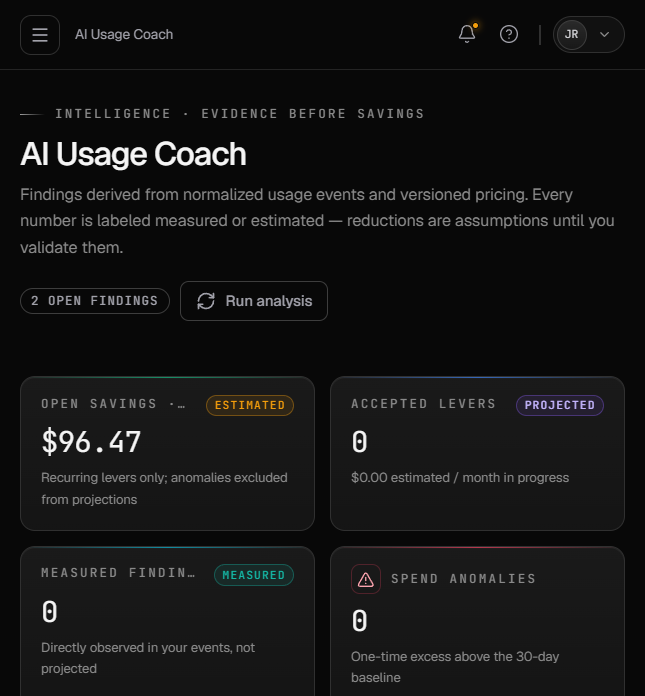 AI Usage Coach
JR
INTELLIGENCE · EVIDENCE BEFORE SAVINGS
AI Usage Coach
Findings derived from normalized usage events and versioned pricing. Every
number is labeled measured or estimated — reductions are assumptions until you
validate them.
2 OPEN FINDINGS
Run analysis
OPEN SAVINGS ·…
ESTIMATED
$96.47
Recurring levers only; anomalies excluded
from projections
ACCEPTED LEVERS
PROJECTED
0
$0.00 estimated / month in progress
MEASURED FINDIN…
MEASURED
0
Directly observed in your events, not
projected
SPEND ANOMALIES
0
One-time excess above the 30-day
baseline